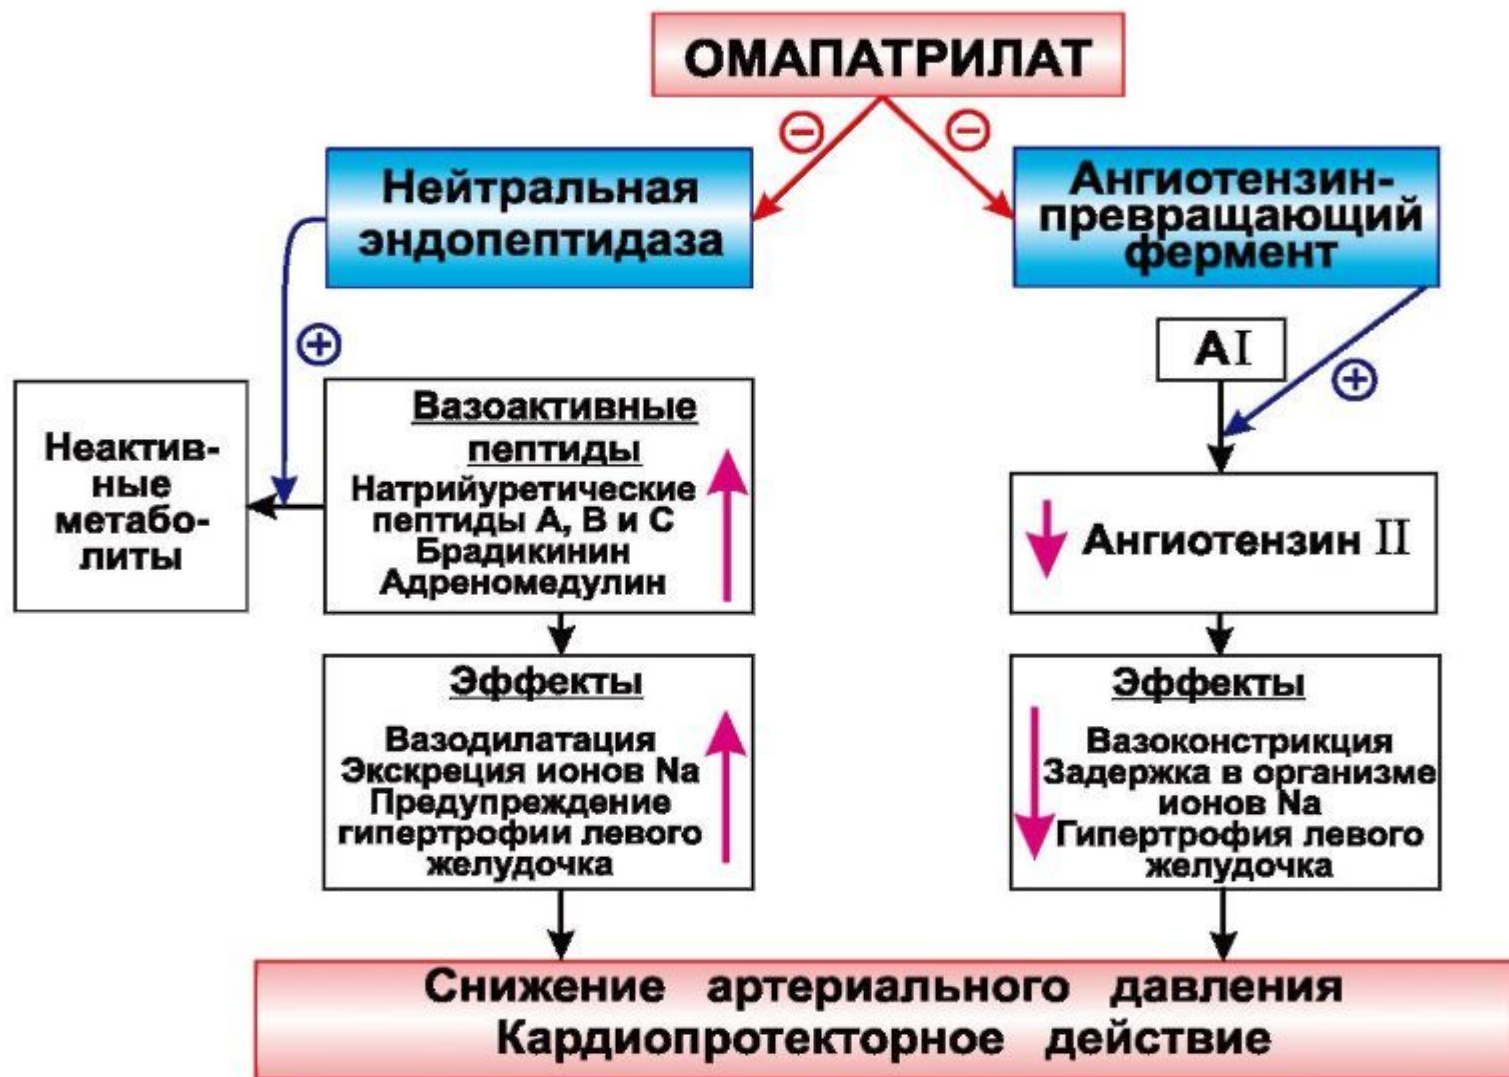 ОМАПАТРИЛАТ
−
−
Нейтральная
эндопептидаза
Ангиотензин-
превращающий
фермент
+
АI
+
Неактив-
ные
метабо-
литы
Вазоактивные
пептиды
Натрийуретические
пептиды А, В и С
Брадикинин
Адреномедулин
Ангиотензин II
Эффекты
Вазодилатация
Экскреция ионов Na
Предупреждение
гипертрофии левого
желудочка
Эффекты
Вазоконстрикция
Задержка в организме
ионов Na
Гипертрофия левого
желудочка
Снижение артериального давления
Кардиопротекторное действие